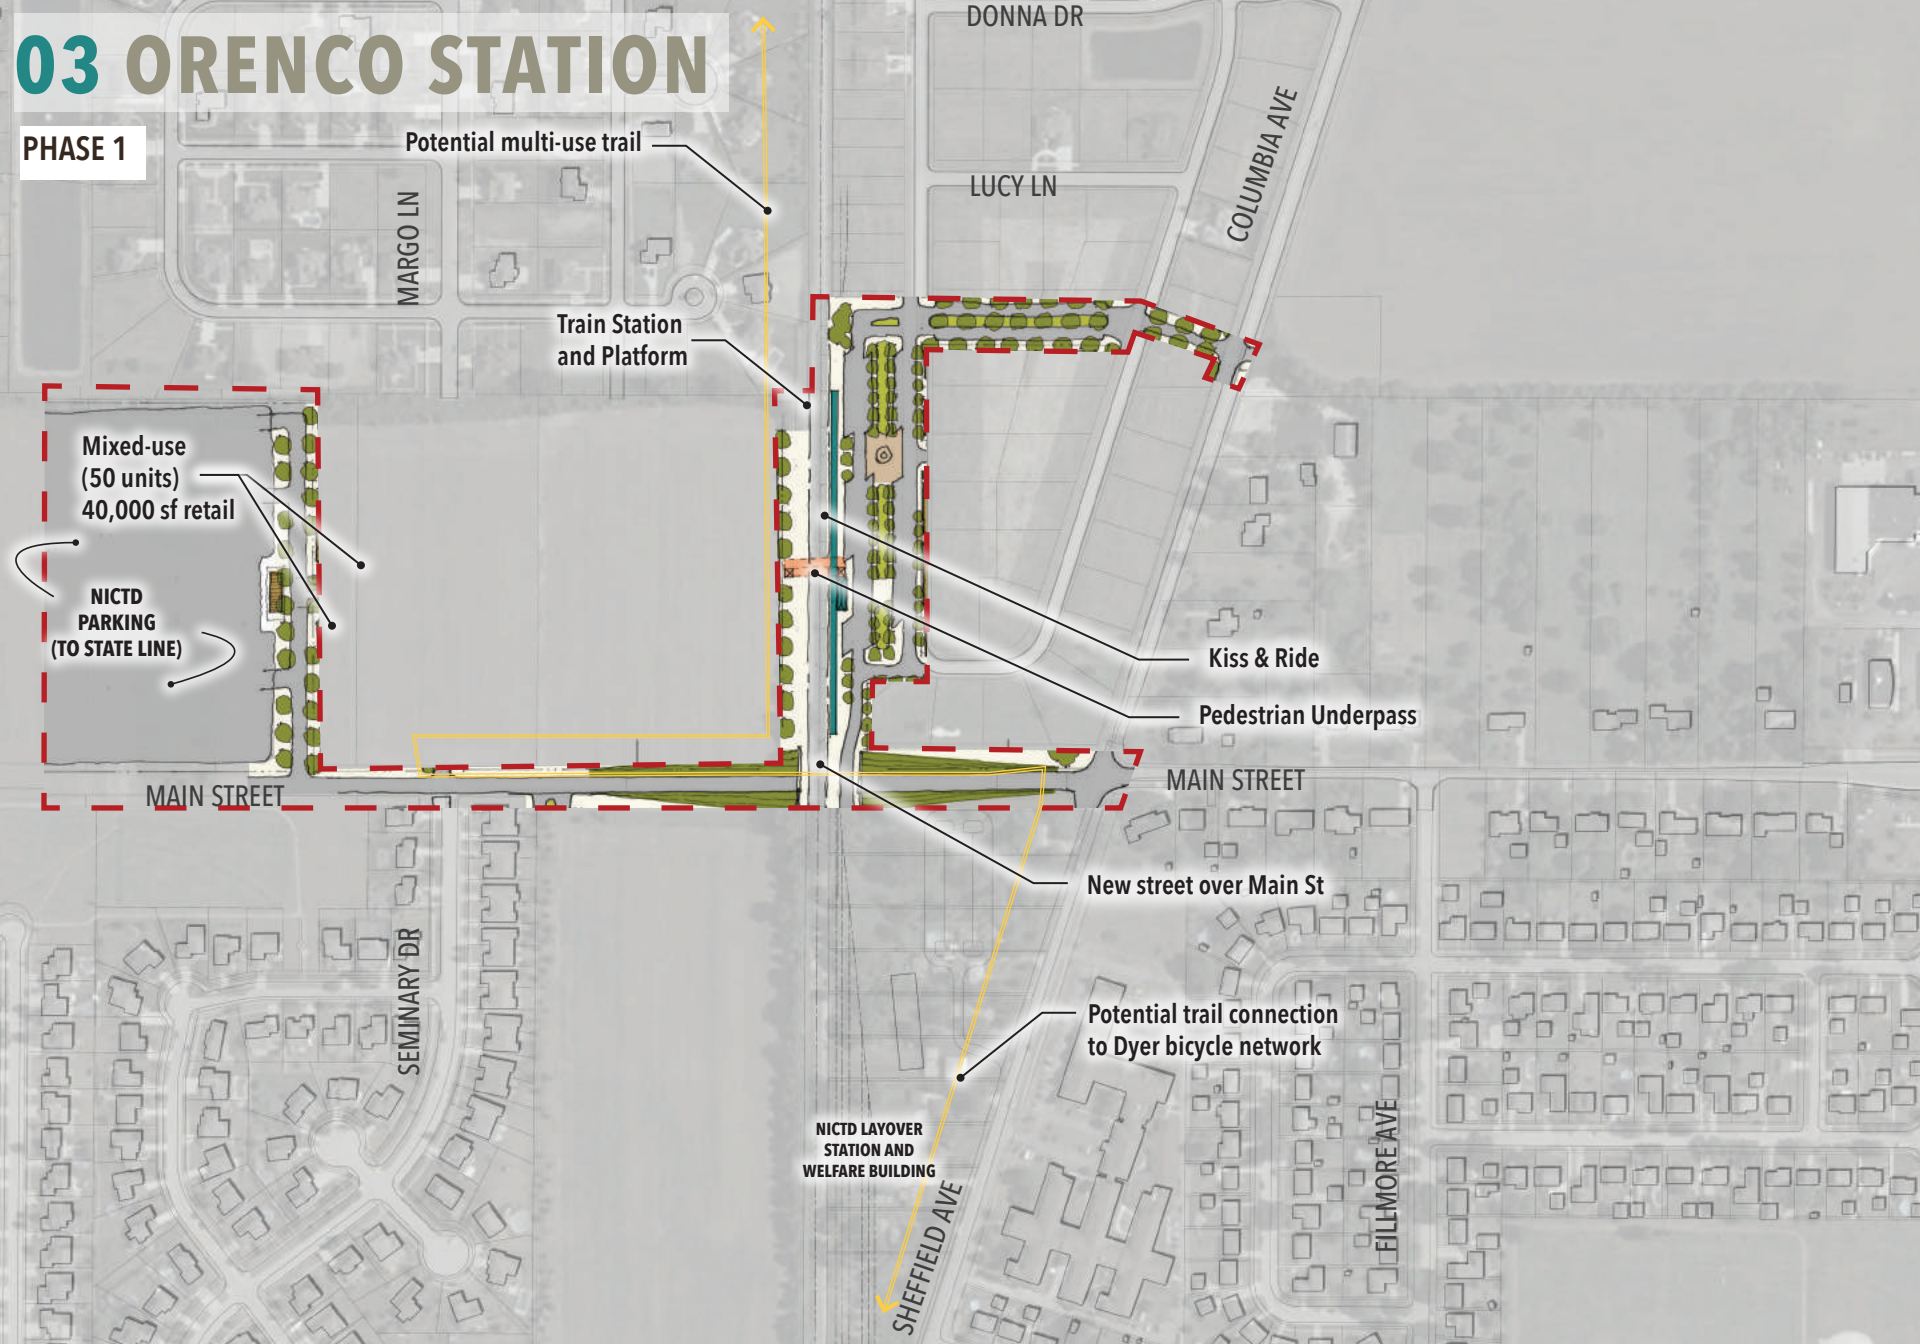 03 ORENCO STATION
PHASE 1
DONNA DR
Potential multi-use trail
LUCY LN
COLUMBIA AVE
MARGO LN
Train Station
and Platform
Mixed-use
(50 units)
40,000 sf retail
NICTD
PARKING
(TO STATE LINE)
Kiss & Ride
Pedestrian Underpass
MAIN STREET
MAIN STREET
New street over Main St
SEMINARY DR
Potential trail connection
to Dyer bicycle network
NICTD LAYOVER
STATION AND
WELFARE BUILDING
SHEFFIELD AVE
FILLMORE AVE